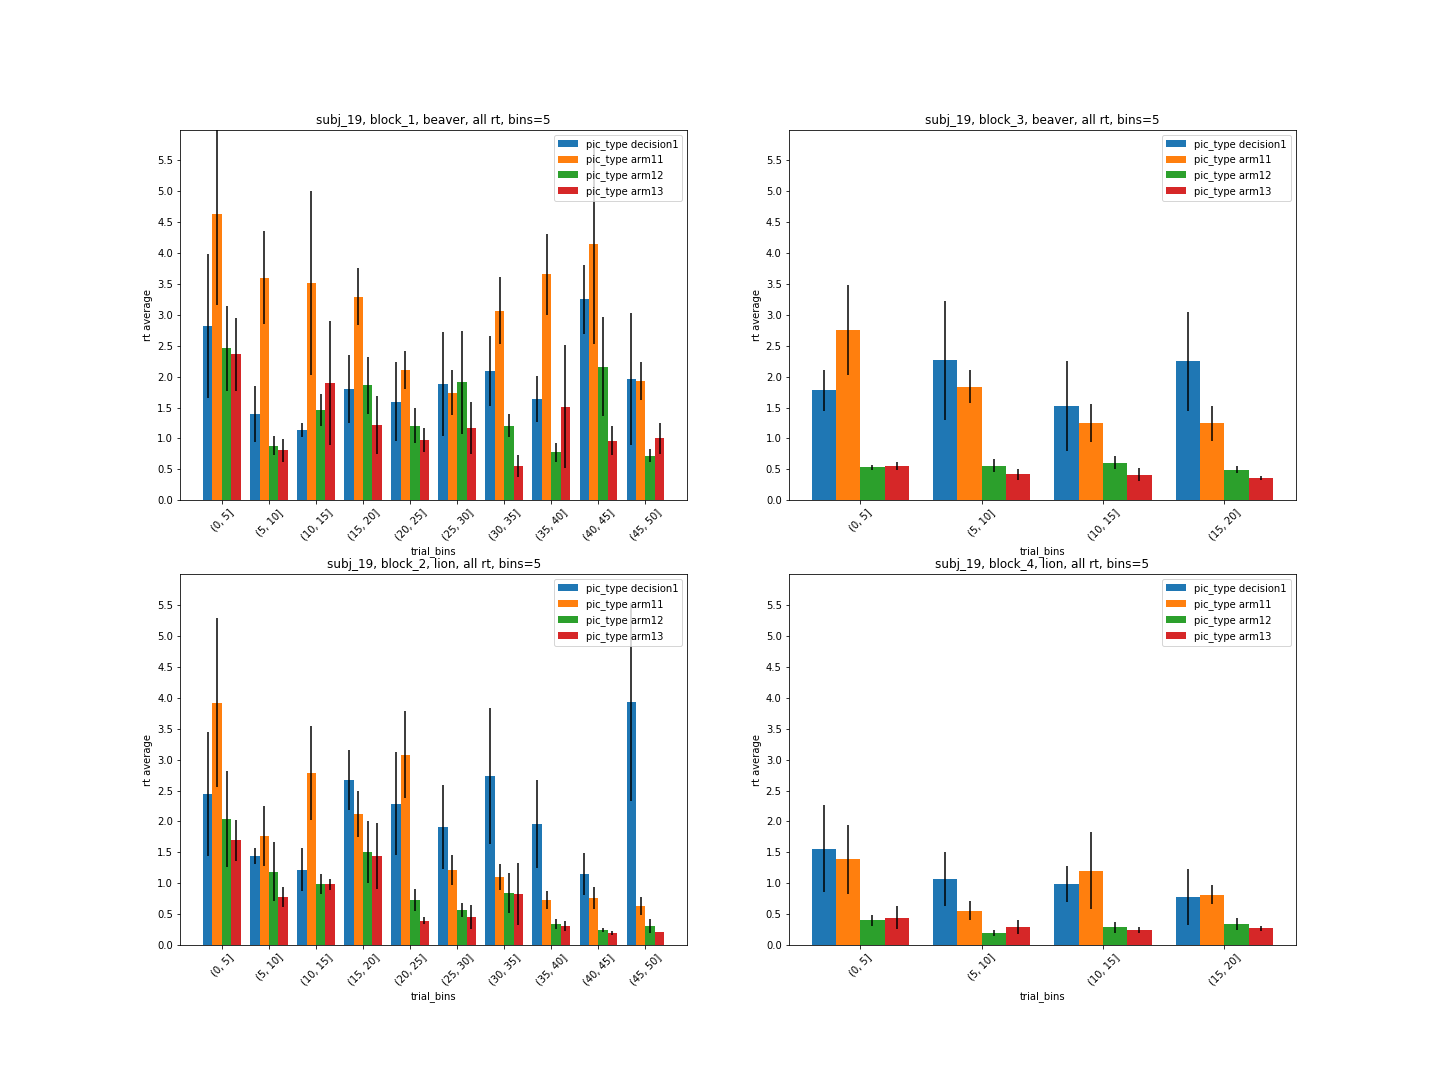 subj_19, block_1, beaver, all rt, bins=5
pic_type decision1
pic_type arm11
pic_type arm12
pic_type arm13
5.5
5.0
4.5
4.0
3.5
3.0
2.5
2.0
1.5
1.0
0.5
0.0
rt average
(0, 5]
(5, 10]
(10, 15]
(15, 20]
(20, 25]
(25, 30]
(30, 35]
(35, 40]
(40, 45]
(45, 50]
trial_bins
subj_19, block_3, beaver, all rt, bins=5
pic_type decision1
pic_type arm11
pic_type arm12
pic_type arm13
5.5
5.0
4.5
4.0
3.5
3.0
2.5
2.0
1.5
1.0
0.5
0.0
rt average
(0, 5]
(5, 10]
(10, 15]
(15, 20]
trial_bins
subj_19, block_2, lion, all rt, bins=5
pic_type decision1
pic_type arm11
pic_type arm12
pic_type arm13
5.5
5.0
4.5
4.0
3.5
3.0
2.5
2.0
1.5
1.0
0.5
0.0
rt average
(0, 5]
(5, 10]
(10, 15]
(15, 20]
(20, 25]
(25, 30]
(30, 35]
(35, 40]
(40, 45]
(45, 50]
trial_bins
subj_19, block_4, lion, all rt, bins=5
pic_type decision1
pic_type arm11
pic_type arm12
pic_type arm13
5.5
5.0
4.5
4.0
3.5
3.0
2.5
2.0
1.5
1.0
0.5
0.0
rt average
(0, 5]
(5, 10]
(10, 15]
(15, 20]
trial_bins